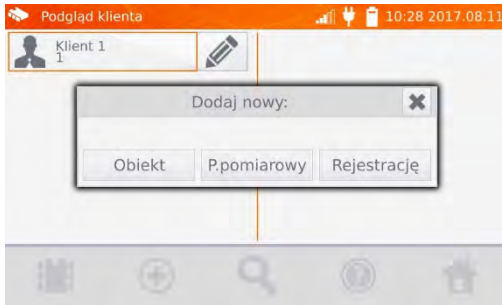 Podgląd klienta
10:28 2017.08.11
Klient 1
1
Dodaj nowy:
Obiekt
P.pomiarowy
Rejestrację